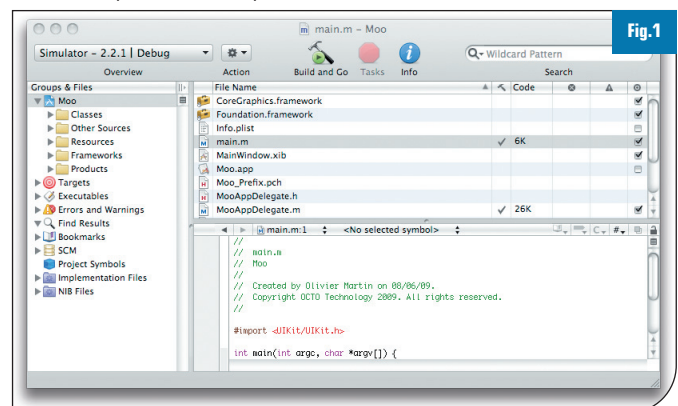 Fig.1
main.m – Moo
Simulator – 2.2.1 | Debug
Wildcard Pattern
Overview Action Build and Go Tasks Info Search
Groups & Files
Moo
Classes
Other Sources
Resources
Frameworks
Products
Targets
Executables
Errors and Warnings
Find Results
Bookmarks
SCM
Project Symbols
Implementation Files
NIB Files
File Name Code
CoreGraphics.framework
Foundation.framework
Info.plist
main.m 6K
MainWindow.xib
Moo.app
Moo_Prefix.pch
MooAppDelegate.h
MooAppDelegate.m 26K
main.m:1 <No selected symbol> C #
//
// main.m
// Moo
//
// Created by Olivier Martin on 08/06/09.
// Copyright OCTO Technology 2009. All rights reserved.
//
#import <UIKit/UIKit.h>
int main(int argc, char *argv[]) {